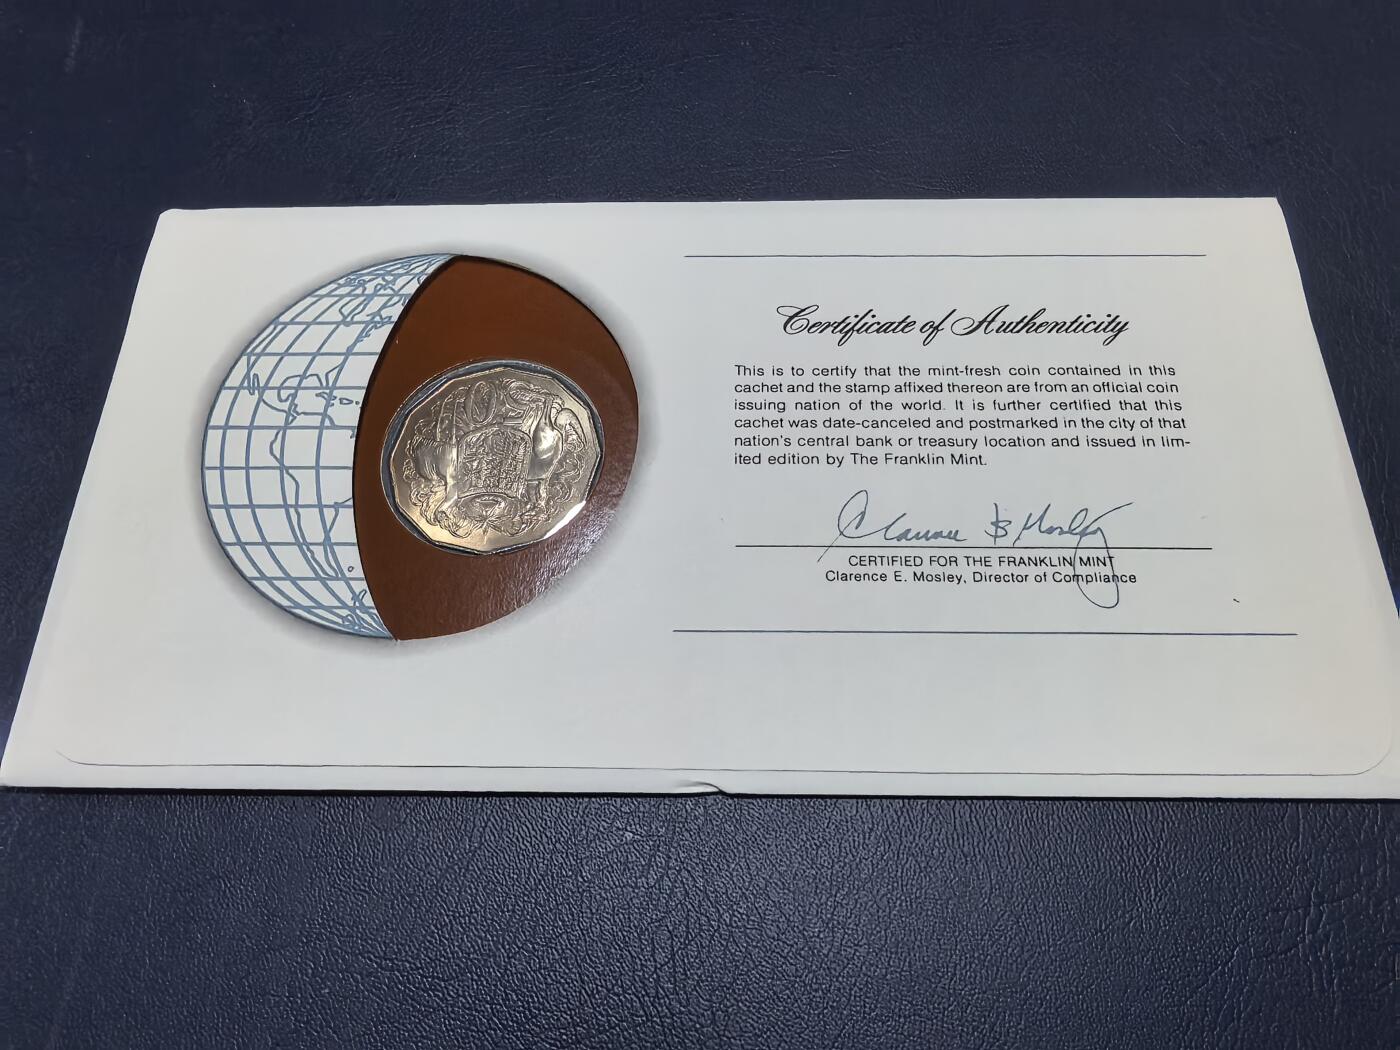 Certificate of Authenticity
This is to certify that the mint-fresh coin contained in this
cachet and the stamp affixed thereon are from an official coin
issuing nation of the world. It is further certified that this
cachet was date-canceled and postmarked in the city of that
nation's central bank or treasury location and issued in lim-
ited edition by The Franklin Mint.
CERTIFIED FOR THE FRANKLIN MINT
Clarence E. Mosley, Director of Compliance
50